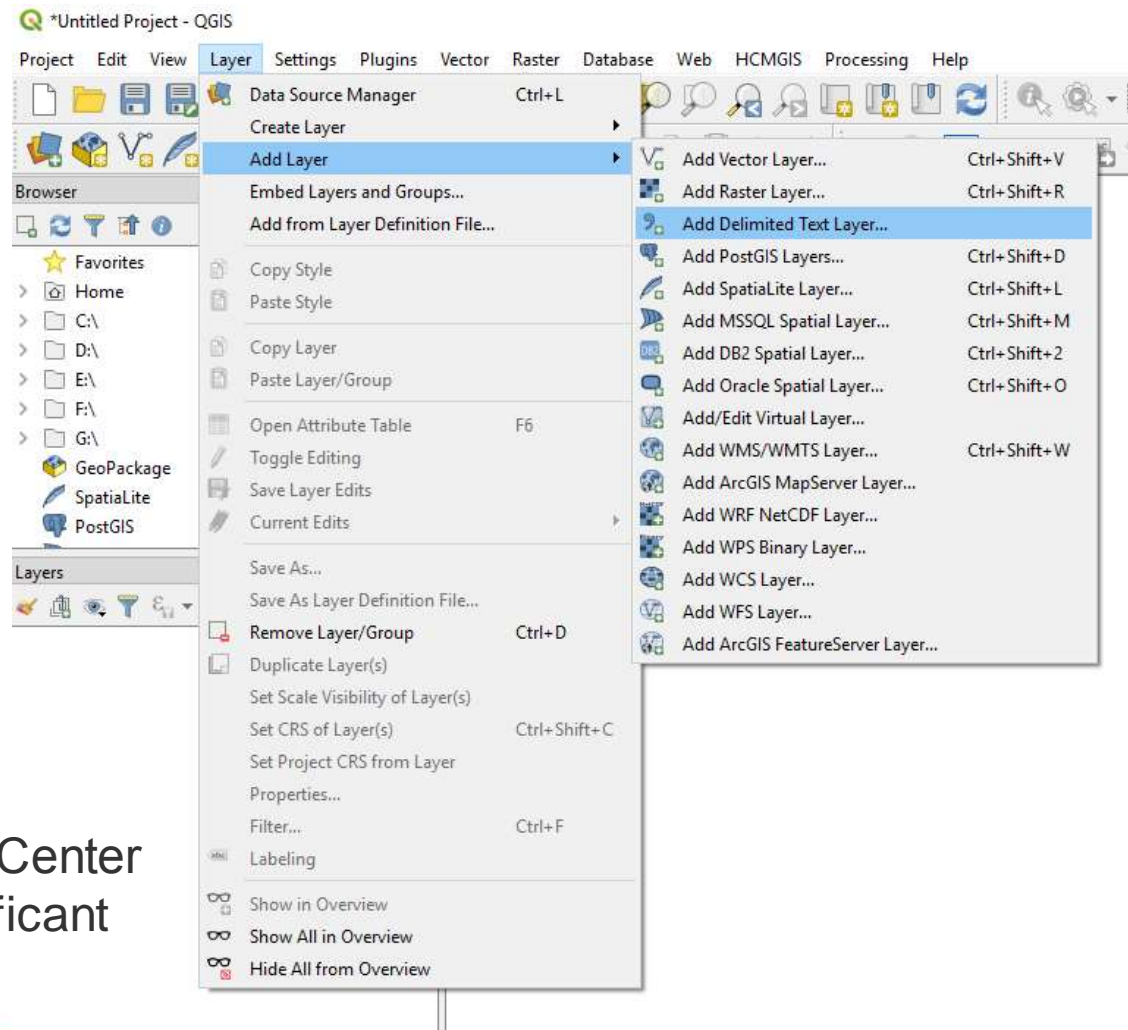 *Untitled Project - QGIS
Project Edit View Layer Settings Plugins Vector Raster Database Web HCMGIS Processing Help
Data Source Manager Ctrl+L
Create Layer
Add Layer
Embed Layers and Groups...
Add from Layer Definition File...
Copy Style
Paste Style
Copy Layer
Paste Layer/Group
Open Attribute Table F6
Toggle Editing
Save Layer Edits
Current Edits
Save As...
Save As Layer Definition File...
Remove Layer/Group Ctrl+D
Duplicate Layer(s)
Set Scale Visibility of Layer(s)
Set CRS of Layer(s) Ctrl+Shift+C
Set Project CRS from Layer
Properties...
Filter... Ctrl+F
abc Labeling
Show in Overview
Show All in Overview
Hide All from Overview
Add Vector Layer... Ctrl+Shift+V
Add Raster Layer... Ctrl+Shift+R
Add Delimited Text Layer...
Add PostGIS Layers... Ctrl+Shift+D
Add SpatiaLite Layer... Ctrl+Shift+L
Add MSSQL Spatial Layer... Ctrl+Shift+M
DB2 Add DB2 Spatial Layer... Ctrl+Shift+2
Add Oracle Spatial Layer... Ctrl+Shift+O
Add/Edit Virtual Layer...
Add WMS/WMTS Layer... Ctrl+Shift+W
Add ArcGIS MapServer Layer...
Add WRF NetCDF Layer...
Add WPS Binary Layer...
Add WCS Layer...
Add WFS Layer...
Add ArcGIS FeatureServer Layer...
Browser
Favorites
Home
C:\
D:\
E:\
F:\
G:\
GeoPackage
SpatiaLite
PostGIS
Layers
Center
ficant